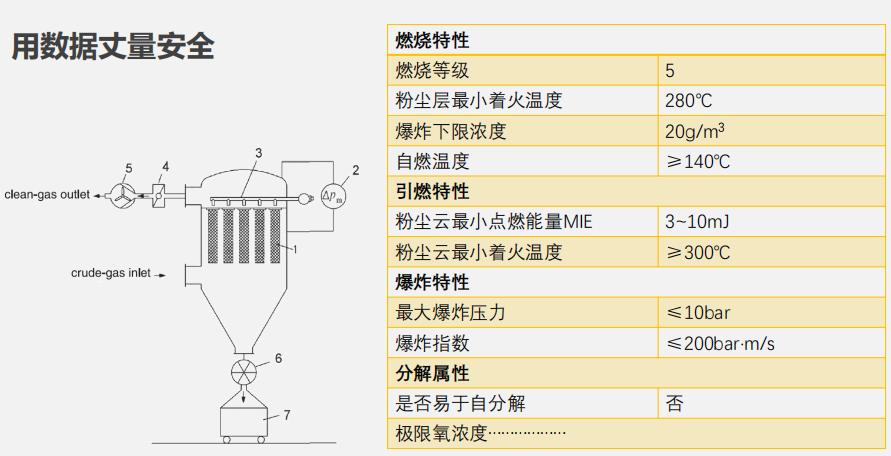 用数据丈量安全
3
5
4
2
clean-gas outlet
Δpm
1
crude-gas inlet
6
7
燃烧特性
燃烧等级 5
粉尘层最小着火温度 280℃
爆炸下限浓度 20g/m³
自燃温度 ≥140℃
引燃特性
粉尘云最小点燃能量MIE 3~10mJ
粉尘云最小着火温度 ≥300℃
爆炸特性
最大爆炸压力 ≤10bar
爆炸指数 ≤200bar·m/s
分解属性
是否易于自分解 否
极限氧浓度………………